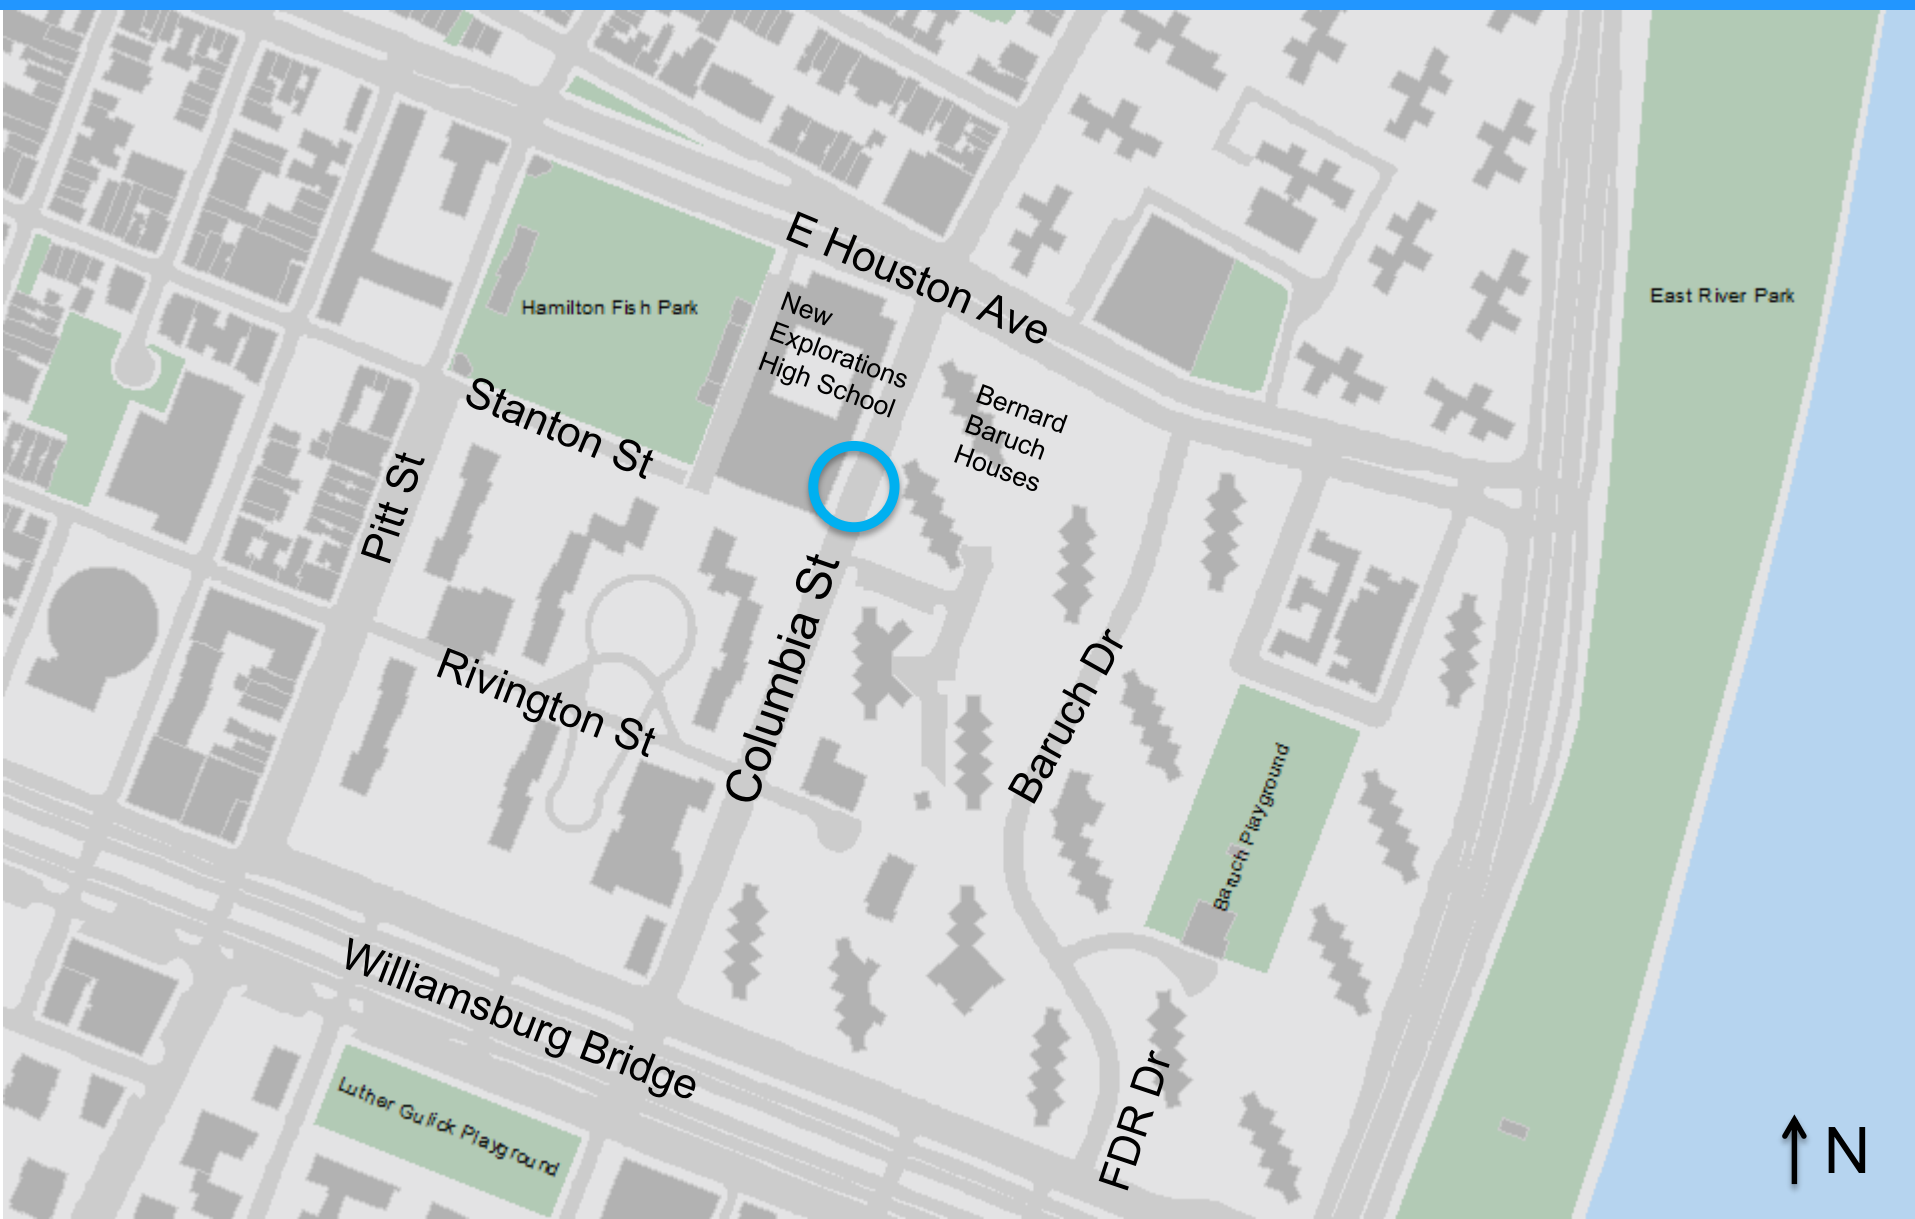 E Houston Ave
Hamilton Fish Park
East River Park
New
Explorations
High School
Stanton St
Bernard
Baruch
Houses
Pitt St
Columbia St
Rivington St
Baruch Dr
Baruch Playground
Williamsburg Bridge
FDR Dr
Luther Gulick Playground
N